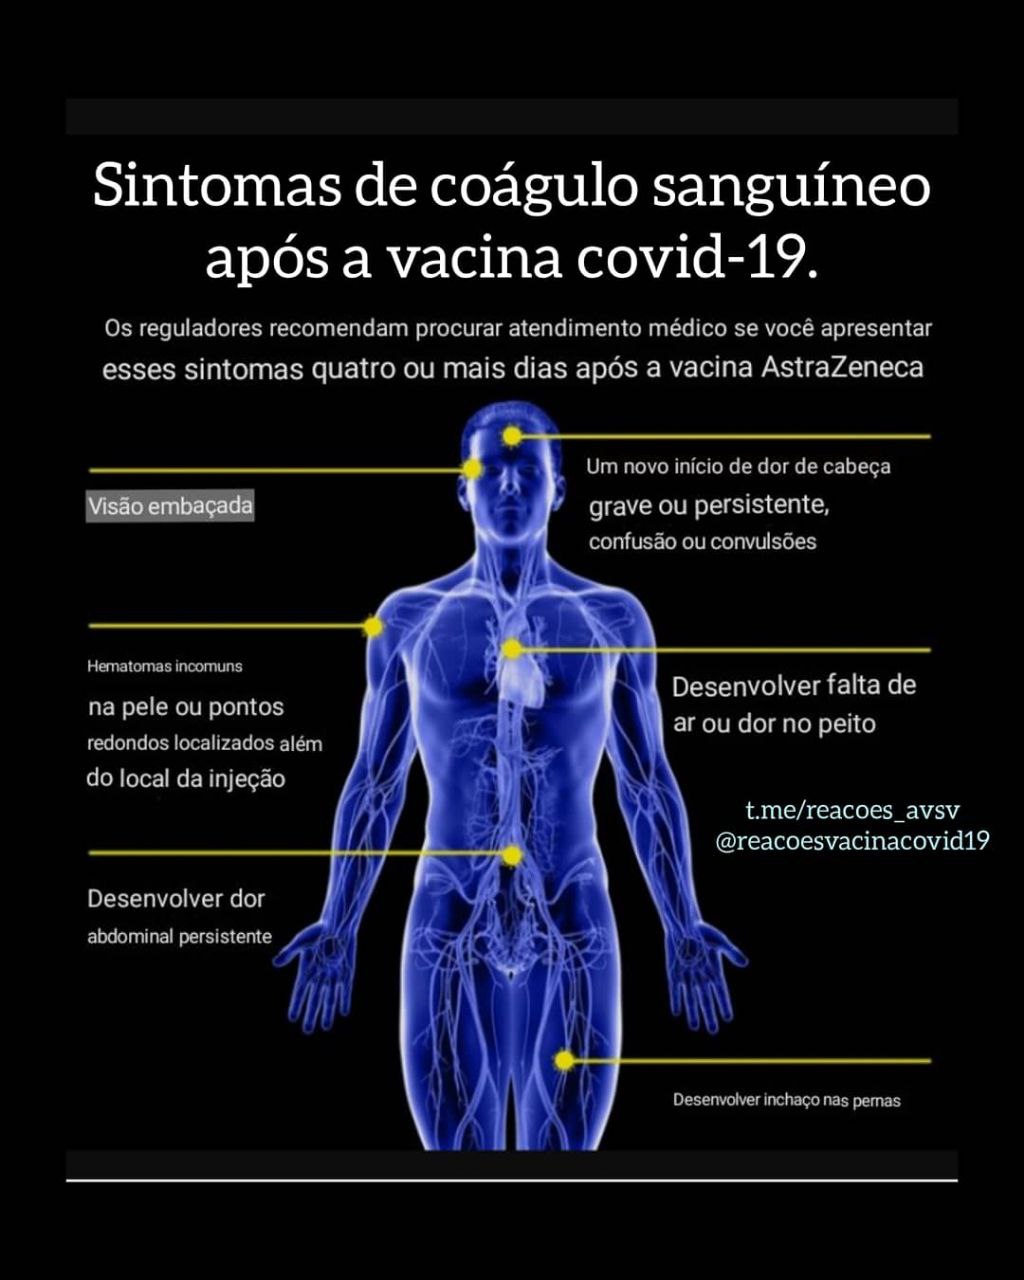 Sintomas de coágulo sanguíneo
após a vacina covid-19.
Os reguladores recomendam procurar atendimento médico se você apresentar
esses sintomas quatro ou mais dias após a vacina AstraZeneca
Visão embaçada
Um novo início de dor de cabeça
grave ou persistente,
confusão ou convulsões
Hematomas incomuns
na pele ou pontos
redondos localizados além
do local da injeção
Desenvolver falta de
ar ou dor no peito
t.me/reacoes_avsv
@reacoesvacinacovid19
Desenvolver dor
abdominal persistente
Desenvolver inchaço nas pernas